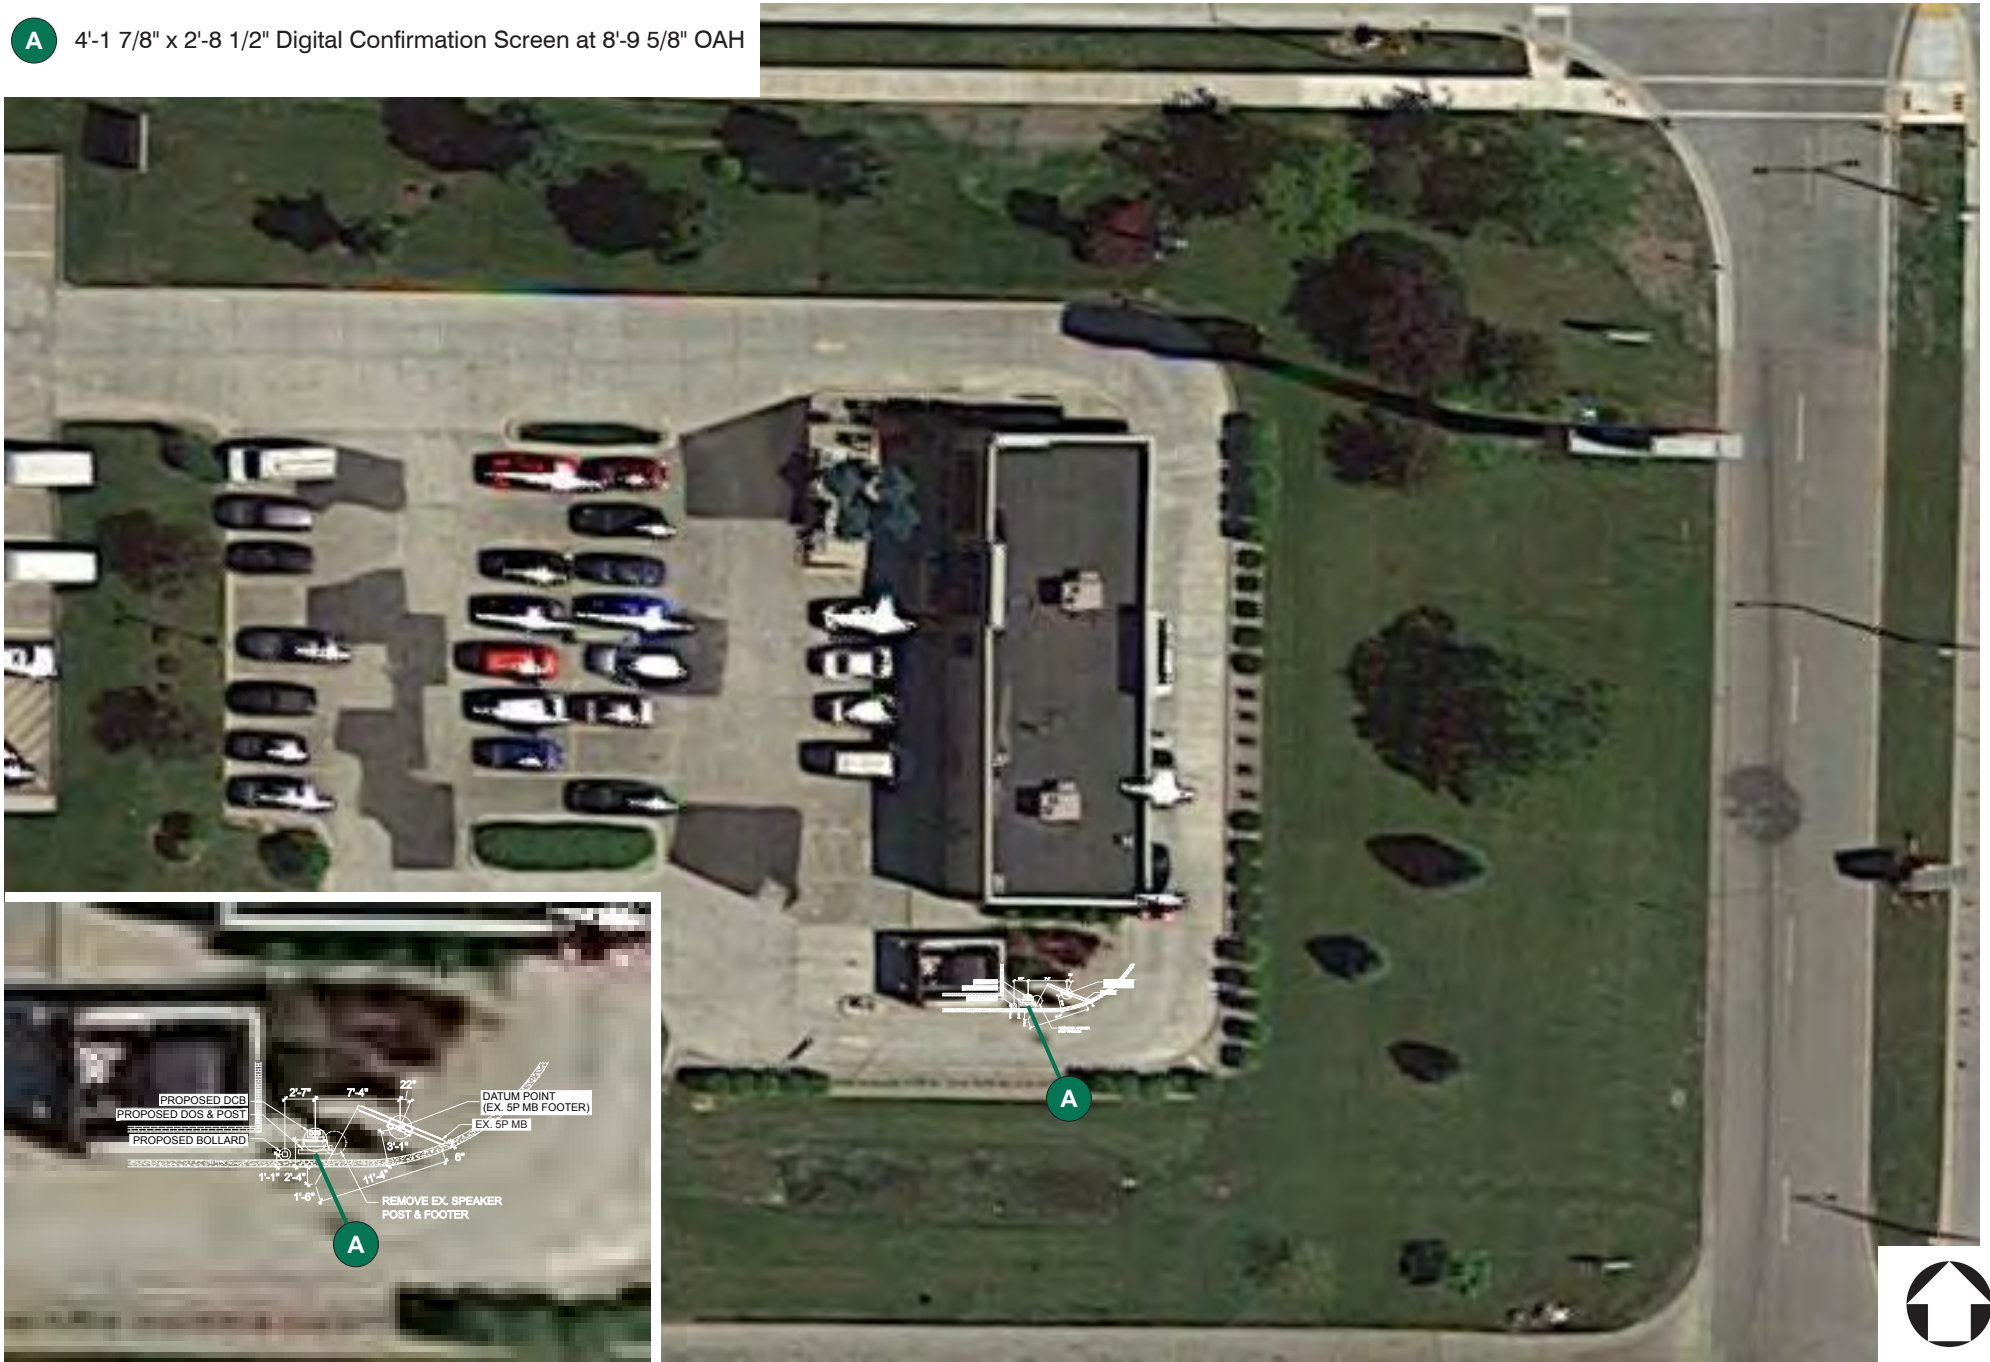 A 4'-1 7/8" x 2'-8 1/2" Digital Confirmation Screen at 8'-9 5/8" OAH
A
2'-7"
7'-4"
22"
PROPOSED DCB
PROPOSED DOS & POST
PROPOSED BOLLARD
DATUM POINT
(EX. 5P MB FOOTER)
EX. 5P MB
3'-1"
6"
1'-1" 2'-4"
11'-4"
1'-6"
REMOVE EX. SPEAKER
POST & FOOTER
A